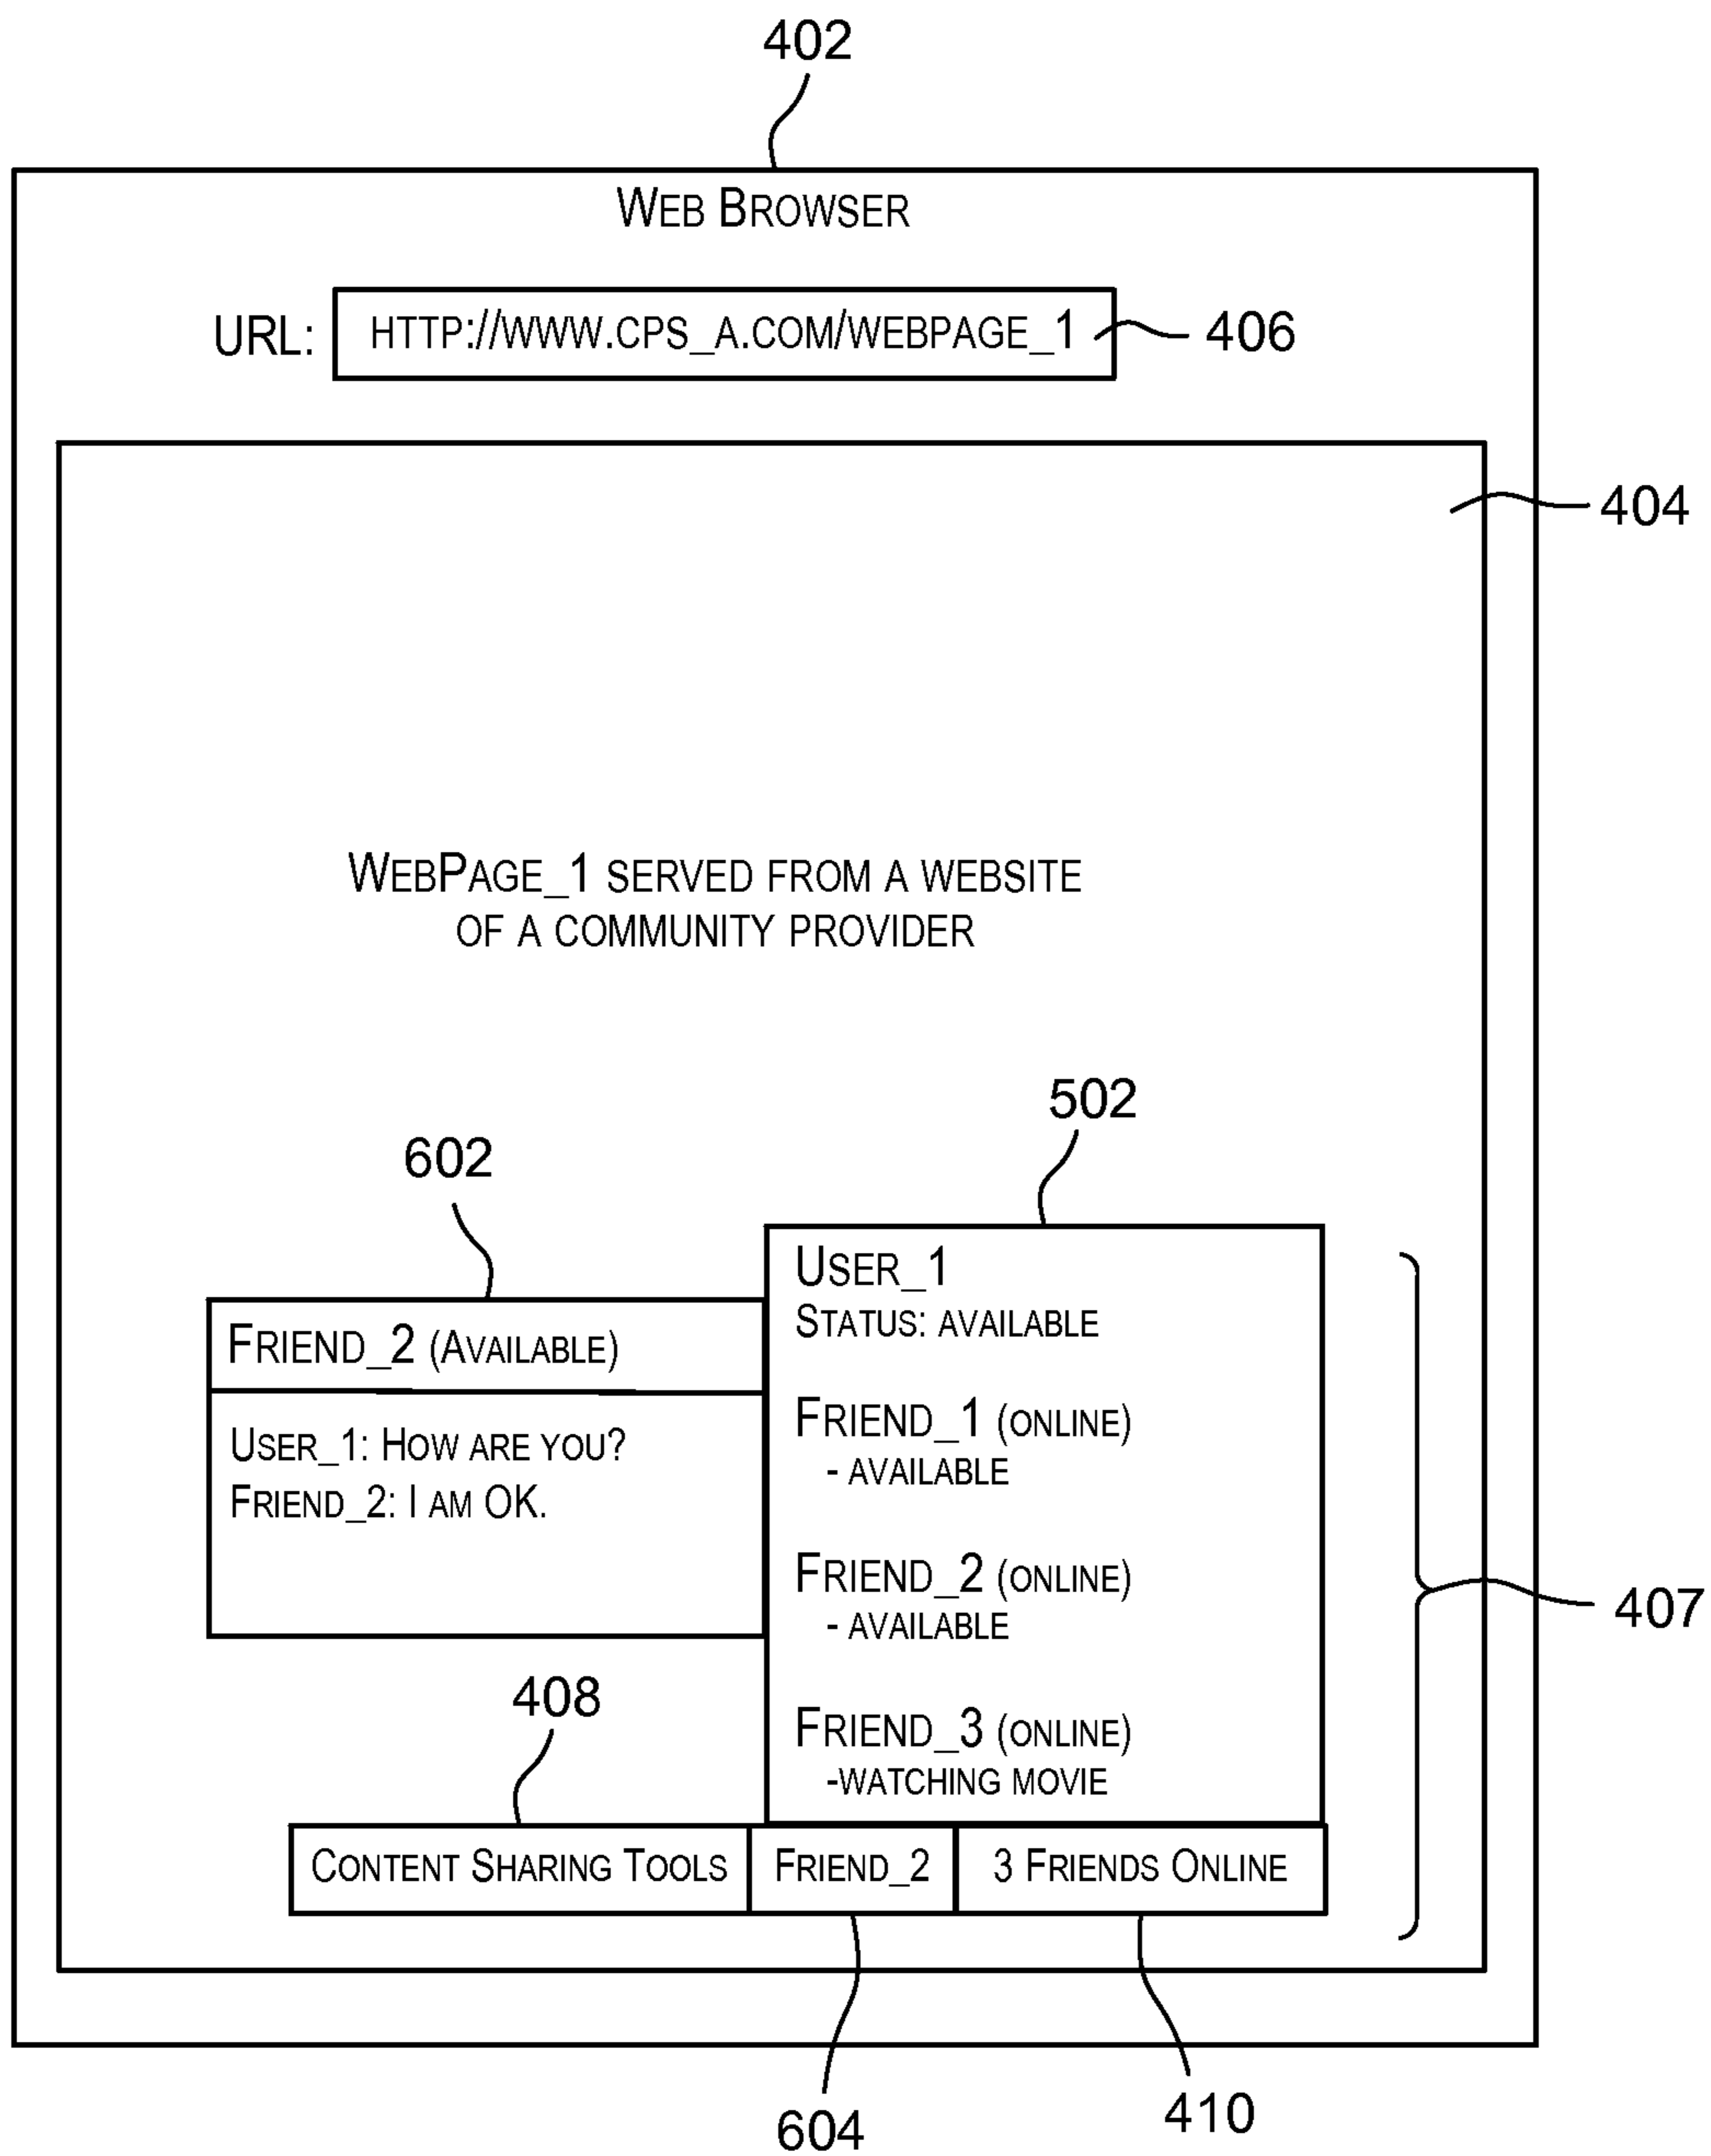 402
Web Browser
URL: HTTP://WWW.CPS_A.COM/WEBPAGE_1 406
404
WebPage_1 served from a website
of a community provider
502
602
User_1
Status: available
Friend_2 (Available)
Friend_1 (online)
- available
User_1: How are you?
Friend_2: I am OK.
Friend_2 (online)
- available
407
408
Friend_3 (online)
-watching movie
Content Sharing Tools Friend_2 3 Friends Online
604
410